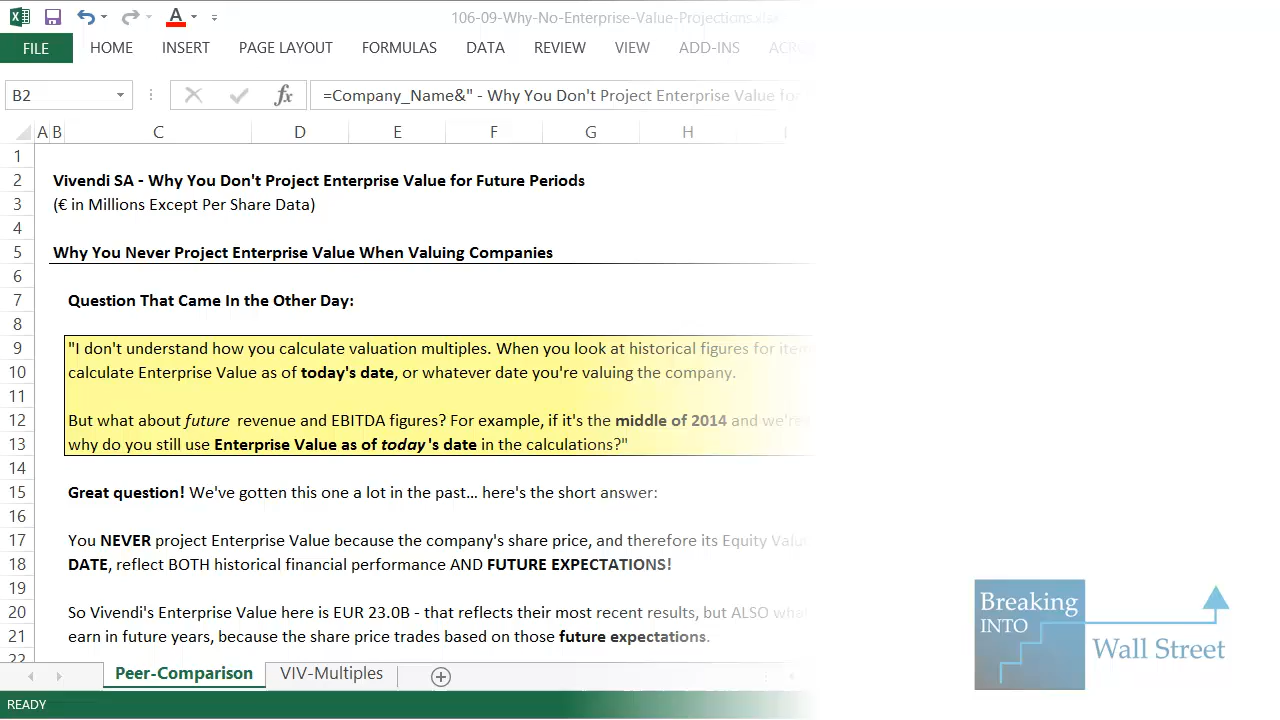 106-09-Why-No-Enterprise-Value-Projections.xlsx
FILE HOME INSERT PAGE LAYOUT FORMULAS DATA REVIEW VIEW ADD-INS
B2 fx =Company_Name&" - Why You Don't Project Enterprise Value for
A B C D E F G H
1
2 Vivendi SA - Why You Don't Project Enterprise Value for Future Periods
3 (€ in Millions Except Per Share Data)
4
5 Why You Never Project Enterprise Value When Valuing Companies
6
7 Question That Came In the Other Day:
8
9 "I don't understand how you calculate valuation multiples. When you look at historical figures for
10 calculate Enterprise Value as of today's date, or whatever date you're valuing the company.
11
12 But what about future revenue and EBITDA figures? For example, if it's the middle of 2014 and we're
13 why do you still use Enterprise Value as of today's date in the calculations?"
14
15 Great question! We've gotten this one a lot in the past... here's the short answer:
16
17 You NEVER project Enterprise Value because the company's share price, and therefore its Equity
18 DATE, reflect BOTH historical financial performance AND FUTURE EXPECTATIONS!
19
20 So Vivendi's Enterprise Value here is EUR 23.0B - that reflects their most recent results, but ALSO
21 earn in future years, because the share price trades based on those future expectations.
22
Peer-Comparison VIV-Multiples
READY
Breaking
INTO
Wall Street